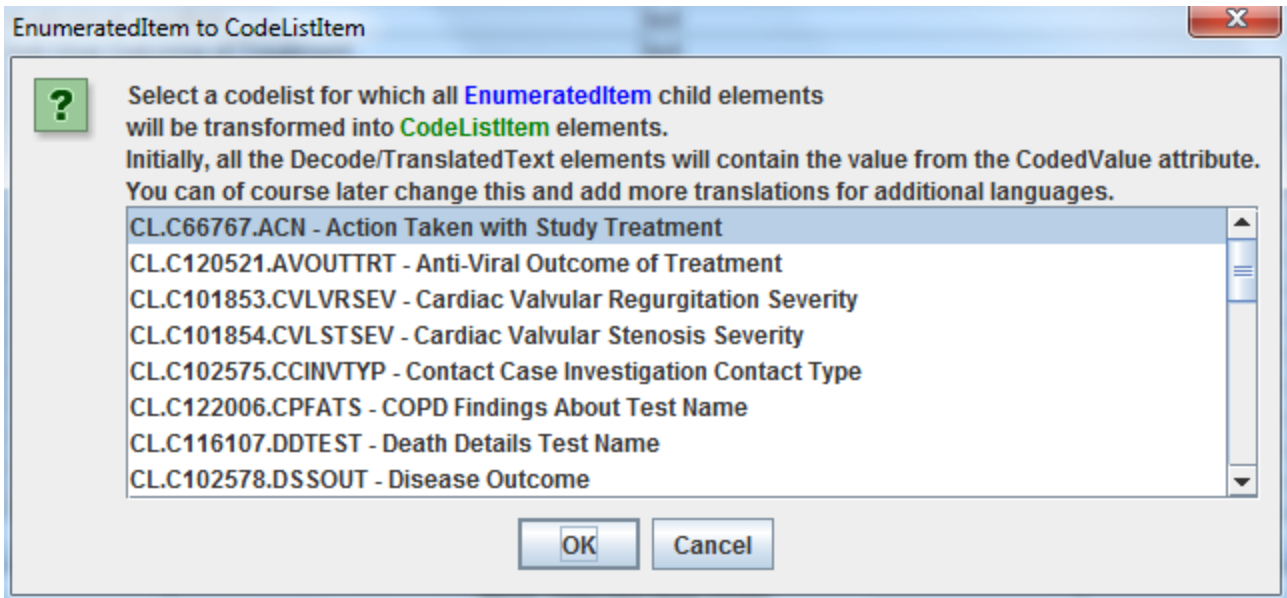 EnumeratedItem to CodeListItem
X
?
Select a codelist for which all EnumeratedItem child elements
will be transformed into CodeListItem elements.
Initially, all the Decode/TranslatedText elements will contain the value from the CodedValue attribute.
You can of course later change this and add more translations for additional languages.
CL.C66767.ACN - Action Taken with Study Treatment
CL.C120521.AVOUTTRT - Anti-Viral Outcome of Treatment
CL.C101853.CVLVRSEV - Cardiac Valvular Regurgitation Severity
CL.C101854.CVLSTSEV - Cardiac Valvular Stenosis Severity
CL.C102575.CCINVTYP - Contact Case Investigation Contact Type
CL.C122006.CPFATS - COPD Findings About Test Name
CL.C116107.DDTEST - Death Details Test Name
CL.C102578.DSSOUT - Disease Outcome
OK Cancel